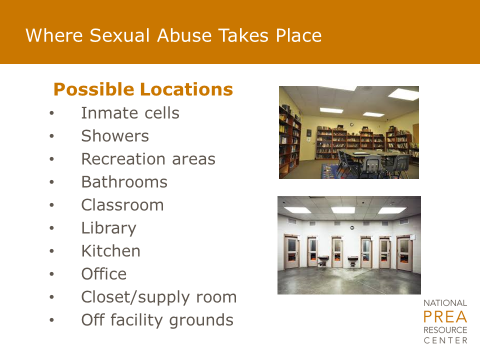 Where Sexual Abuse Takes Place
Possible Locations
• Inmate cells
• Showers
• Recreation areas
• Bathrooms
• Classroom
• Library
• Kitchen
• Office
• Closet/supply room
• Off facility grounds
NATIONAL
PREA
RESOURCE
CENTER